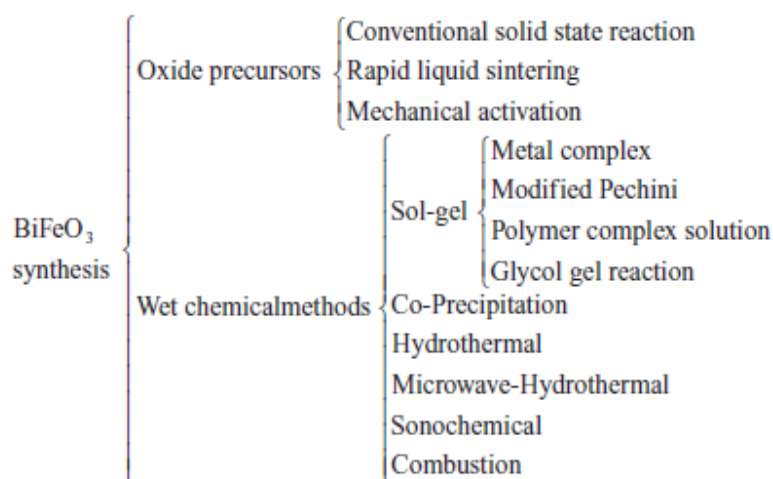 BiFeO₃
synthesis
Oxide precursors
Conventional solid state reaction
Rapid liquid sintering
Mechanical activation
Wet chemicalmethods
Sol-gel
Metal complex
Modified Pechini
Polymer complex solution
Glycol gel reaction
Co-Precipitation
Hydrothermal
Microwave-Hydrothermal
Sonochemical
Combustion